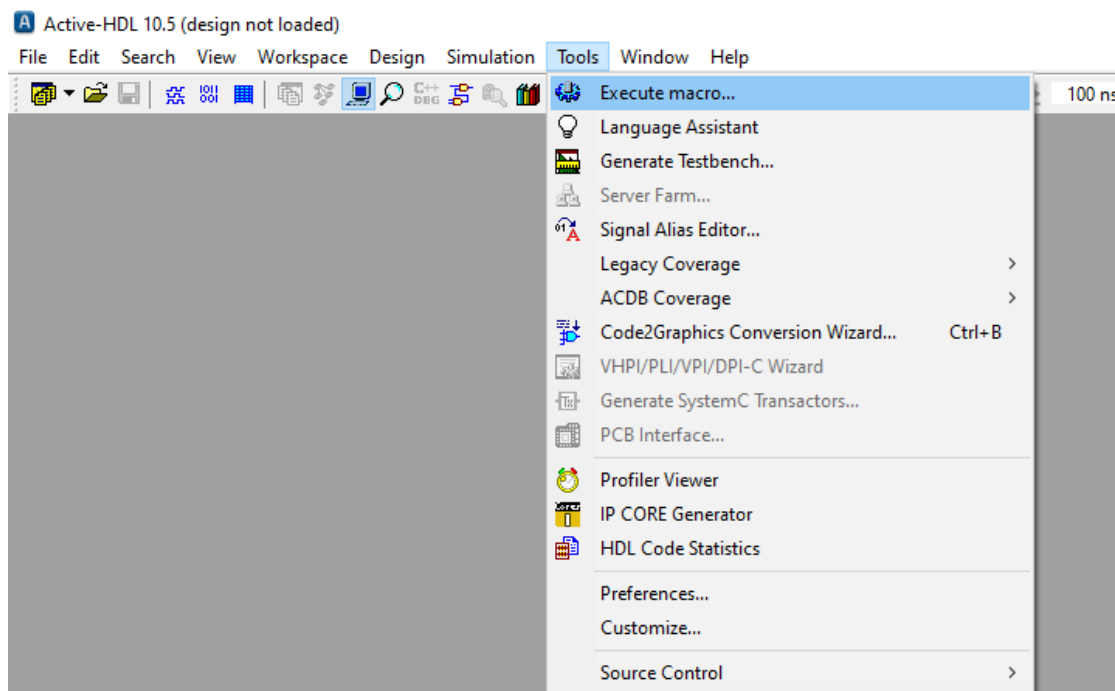 Active-HDL 10.5 (design not loaded)
File Edit Search View Workspace Design Simulation Tools Window Help
C++ DBG 100 ns
Execute macro...
Language Assistant
Generate Testbench...
Server Farm...
Signal Alias Editor...
Legacy Coverage
ACDB Coverage
Code2Graphics Conversion Wizard... Ctrl+B
VHPI/PLI/VPI/DPI-C Wizard
Generate SystemC Transactors...
PCB Interface...
Profiler Viewer
IP CORE Generator
HDL Code Statistics
Preferences...
Customize...
Source Control